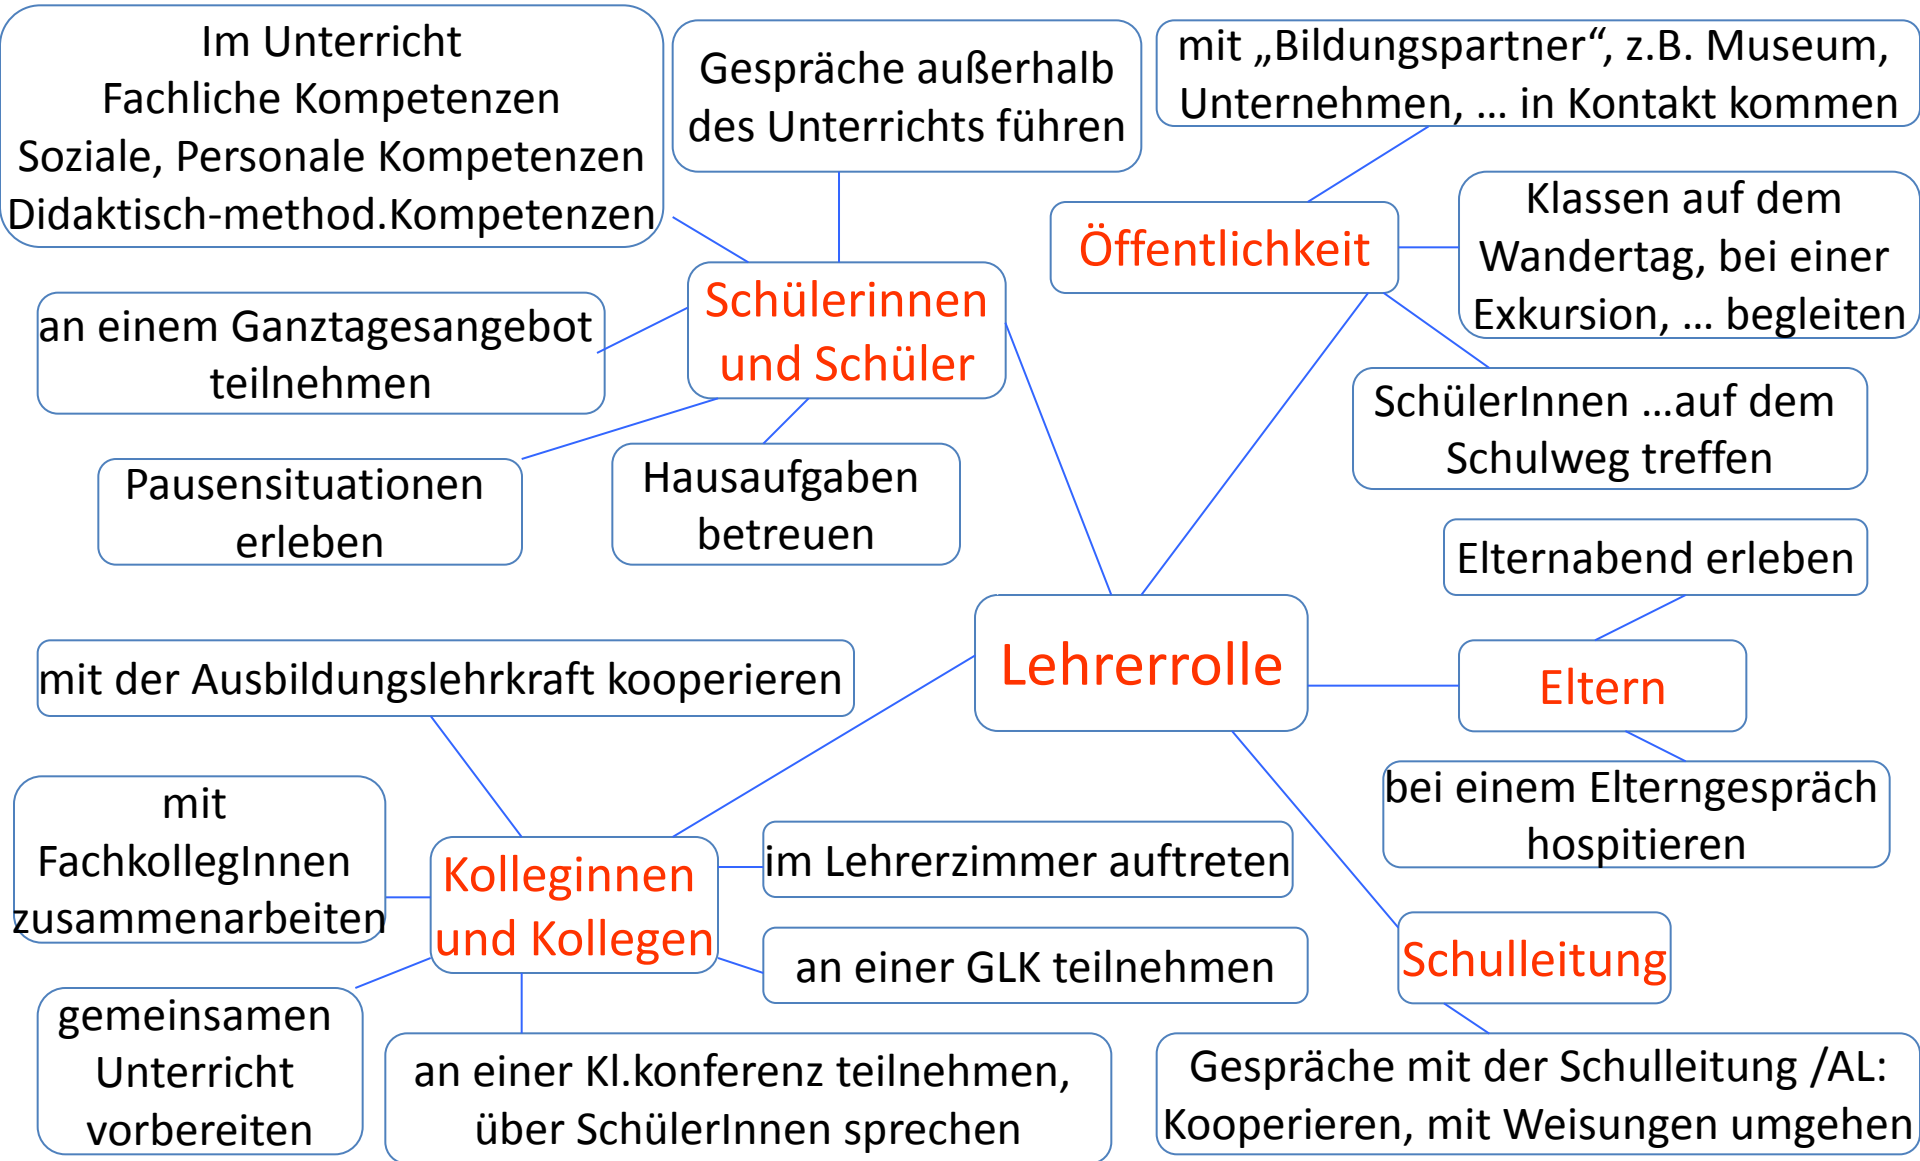 Im Unterricht
Fachliche Kompetenzen
Soziale, Personale Kompetenzen
Didaktisch-method.Kompetenzen
Gespräche außerhalb
des Unterrichts führen
mit „Bildungspartner“, z.B. Museum,
Unternehmen, ... in Kontakt kommen
Öffentlichkeit
Klassen auf dem
Wandertag, bei einer
Exkursion, ... begleiten
Schülerinnen
und Schüler
an einem Ganztagesangebot
teilnehmen
SchülerInnen ...auf dem
Schulweg treffen
Pausensituationen
erleben
Hausaufgaben
betreuen
Elternabend erleben
Lehrerrolle
mit der Ausbildungslehrkraft kooperieren
Eltern
bei einem Elterngespräch
hospitieren
mit
FachkollegInnen
zusammenarbeiten
Kolleginnen
und Kollegen
im Lehrerzimmer auftreten
an einer GLK teilnehmen
Schulleitung
gemeinsamen
Unterricht
vorbereiten
an einer Kl.konferenz teilnehmen,
über SchülerInnen sprechen
Gespräche mit der Schulleitung /AL:
Kooperieren, mit Weisungen umgehen